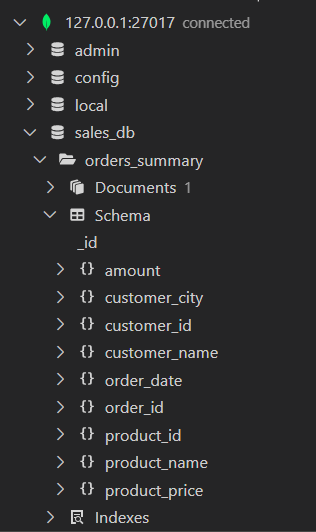 127.0.0.1:27017 connected
admin
config
local
sales_db
orders_summary
Documents 1
Schema
_id
{} amount
{} customer_city
{} customer_id
{} customer_name
{} order_date
{} order_id
{} product_id
{} product_name
{} product_price
Indexes